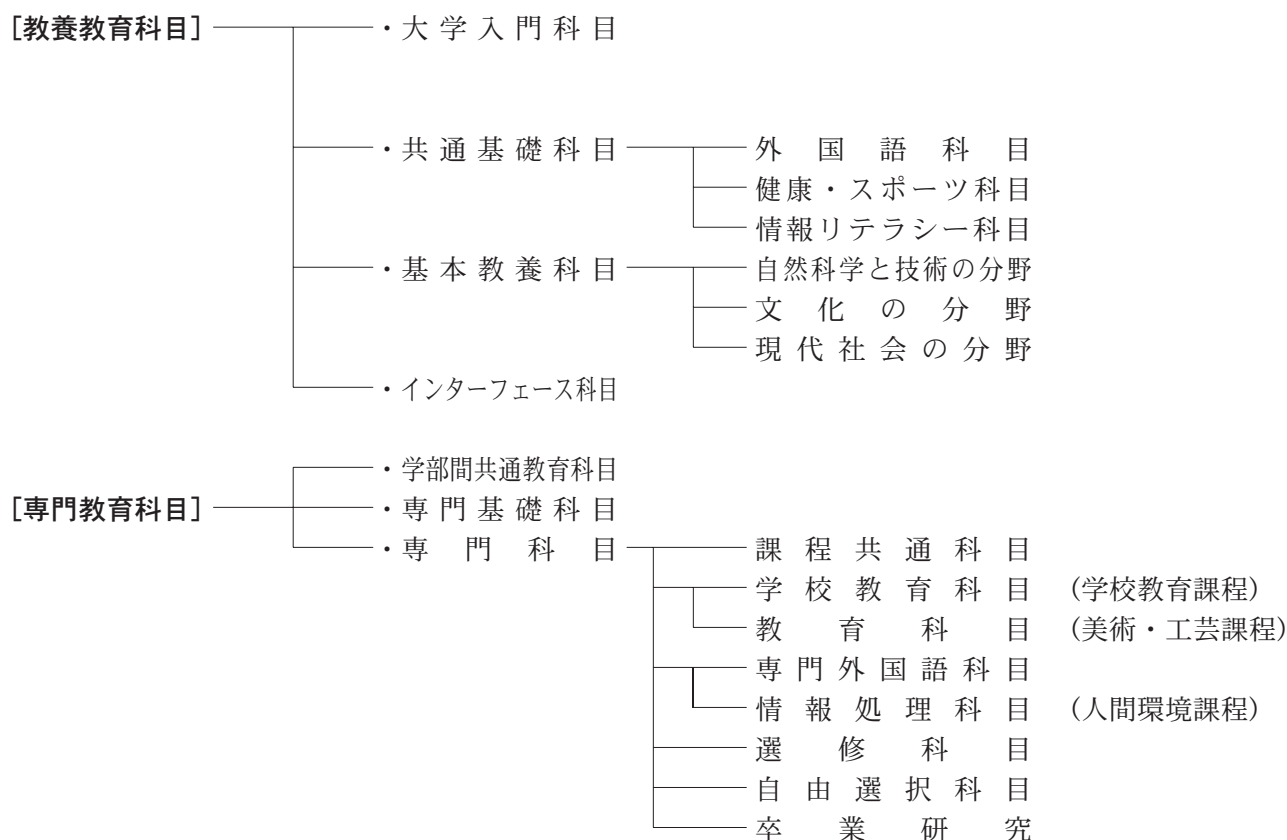 [教養教育科目] ・大学入門科目
・共通基礎科目 外国語科目
健康・スポーツ科目
情報リテラシー科目
・基本教養科目 自然科学と技術の分野
文化の分野
現代社会の分野
・インターフェース科目
・学部間共通教育科目
[専門教育科目] ・専門基礎科目
・専門科目 課程共通科目
学校教育科目 (学校教育課程)
教育科目 (美術・工芸課程)
専門外国語科目
情報処理科目 (人間環境課程)
選修科目
自由選択科目
卒業研究